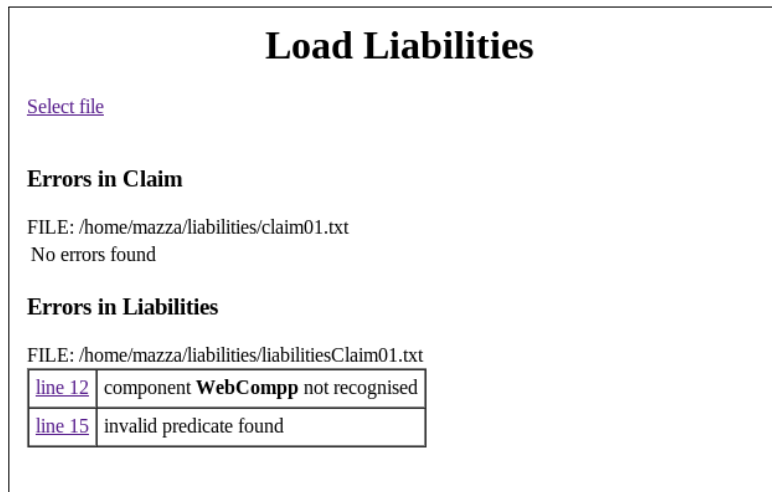 Load Liabilities
Select file
Errors in Claim
FILE: /home/mazza/liabilities/claim01.txt
No errors found
Errors in Liabilities
FILE: /home/mazza/liabilities/liabilitiesClaim01.txt
line 12 component WebCompp not recognised
line 15 invalid predicate found